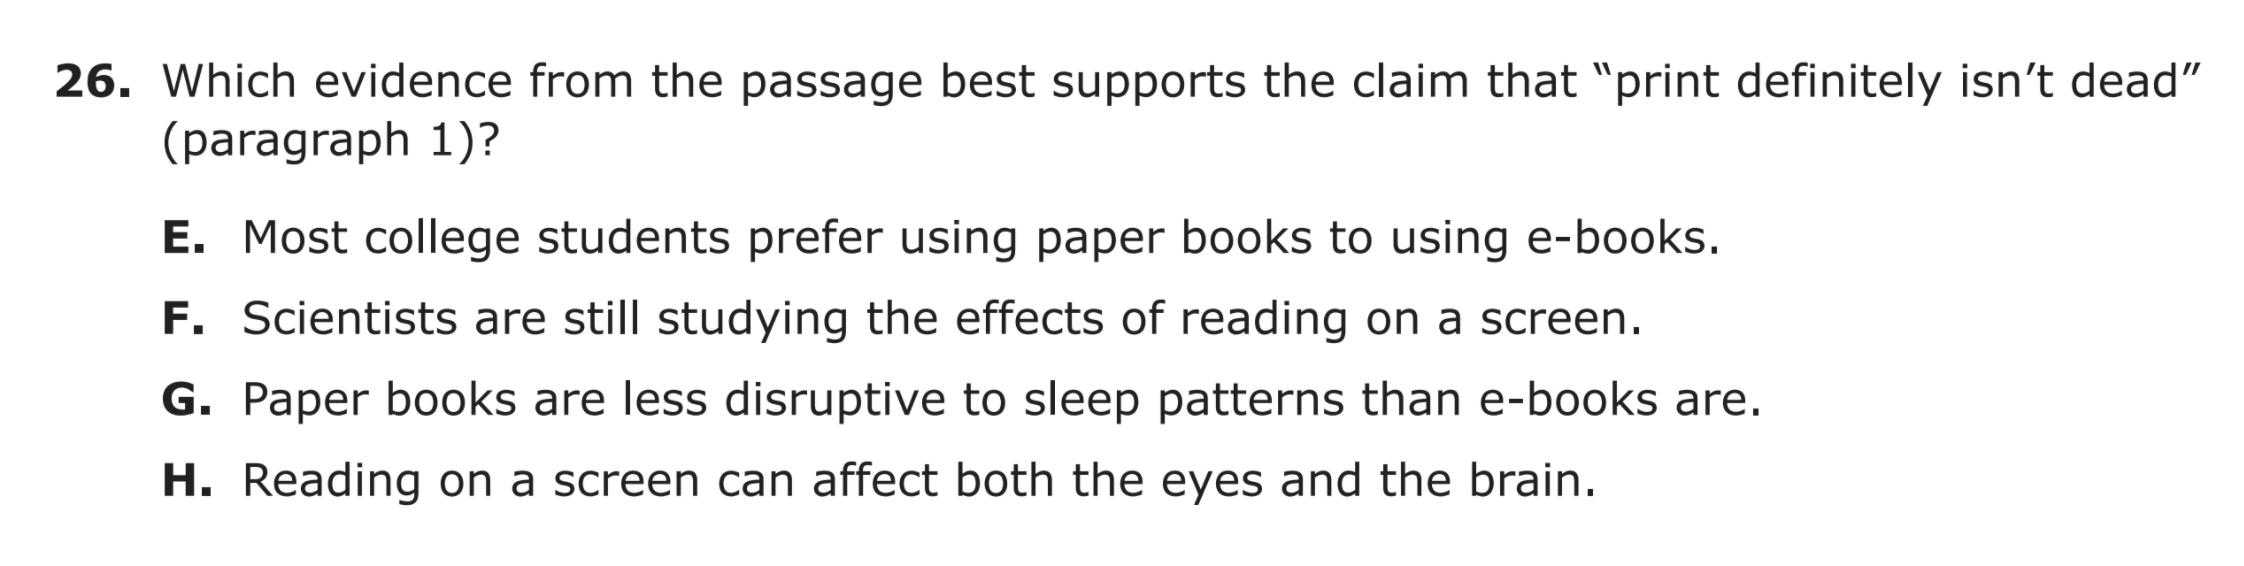 26. Which evidence from the passage best supports the claim that “print definitely isn’t dead”
(paragraph 1)?
E. Most college students prefer using paper books to using e-books.
F. Scientists are still studying the effects of reading on a screen.
G. Paper books are less disruptive to sleep patterns than e-books are.
H. Reading on a screen can affect both the eyes and the brain.